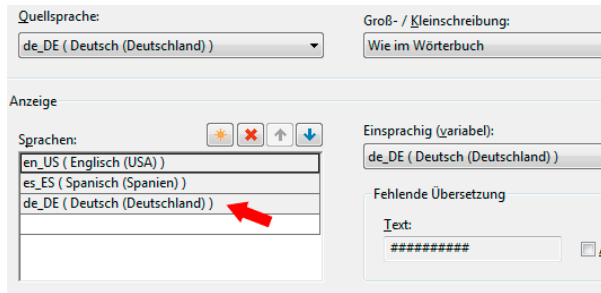 Quellsprache:
de_DE ( Deutsch (Deutschland) )
Groß- / Kleinschreibung:
Wie im Wörterbuch
Anzeige
Sprachen:
en_US ( Englisch (USA) )
es_ES ( Spanisch (Spanien) )
de_DE ( Deutsch (Deutschland) )
Einsprachig (variabel):
de_DE ( Deutsch (Deutschland) )
Fehlende Übersetzung
Text:
##########